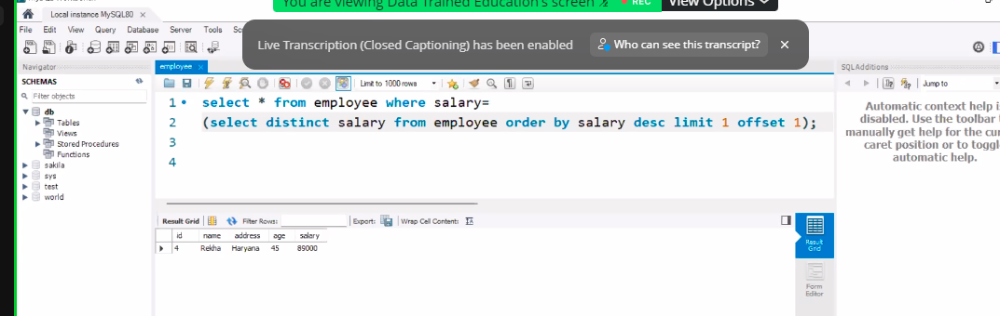 You are viewing Data Trained Education's screen
REC
View Options
Local instance MySQL80 ×
File Edit View Query Database Server Tools Sc
Live Transcription (Closed Captioning) has been enabled
Who can see this transcript? ×
Navigator
SCHEMAS
Filter objects
db
Tables
Views
Stored Procedures
Functions
sakila
sys
test
world
employee ×
Limit to 1000 rows
1 select * from employee where salary=
2 (select distinct salary from employee order by salary desc limit 1 offset 1);
3
4
Result Grid Filter Rows: Export: Wrap Cell Content:
id name address age salary
4 Rekha Haryana 45 89000
Result Grid
Form Editor
SQLAdditions
Jump to
Automatic context help i
disabled. Use the toolbar
manually get help for the cur
caret position or to toggl
automatic help.